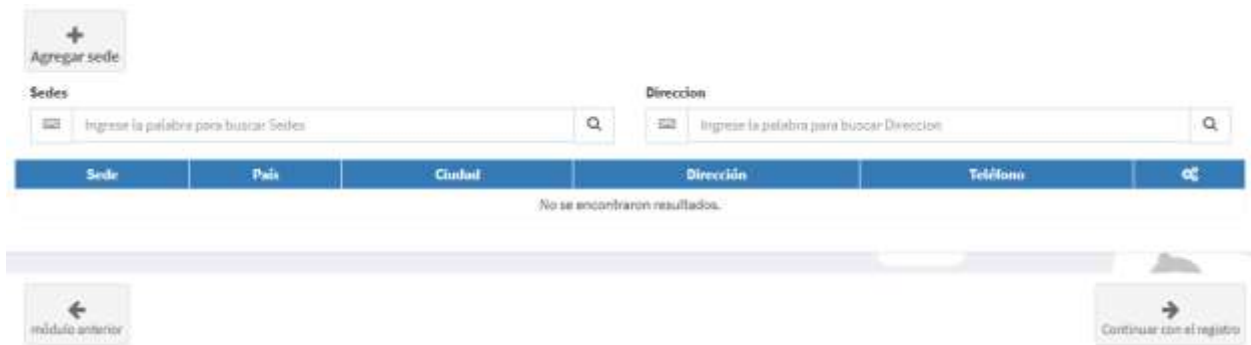 Agregar sede
Sedes Direccion
Ingrese la palabra para buscar Sedes Ingrese la palabra para buscar Direccion
Sede País Ciudad Dirección Teléfono
No se encontraron resultados.
módulo anterior Continuar con el registro